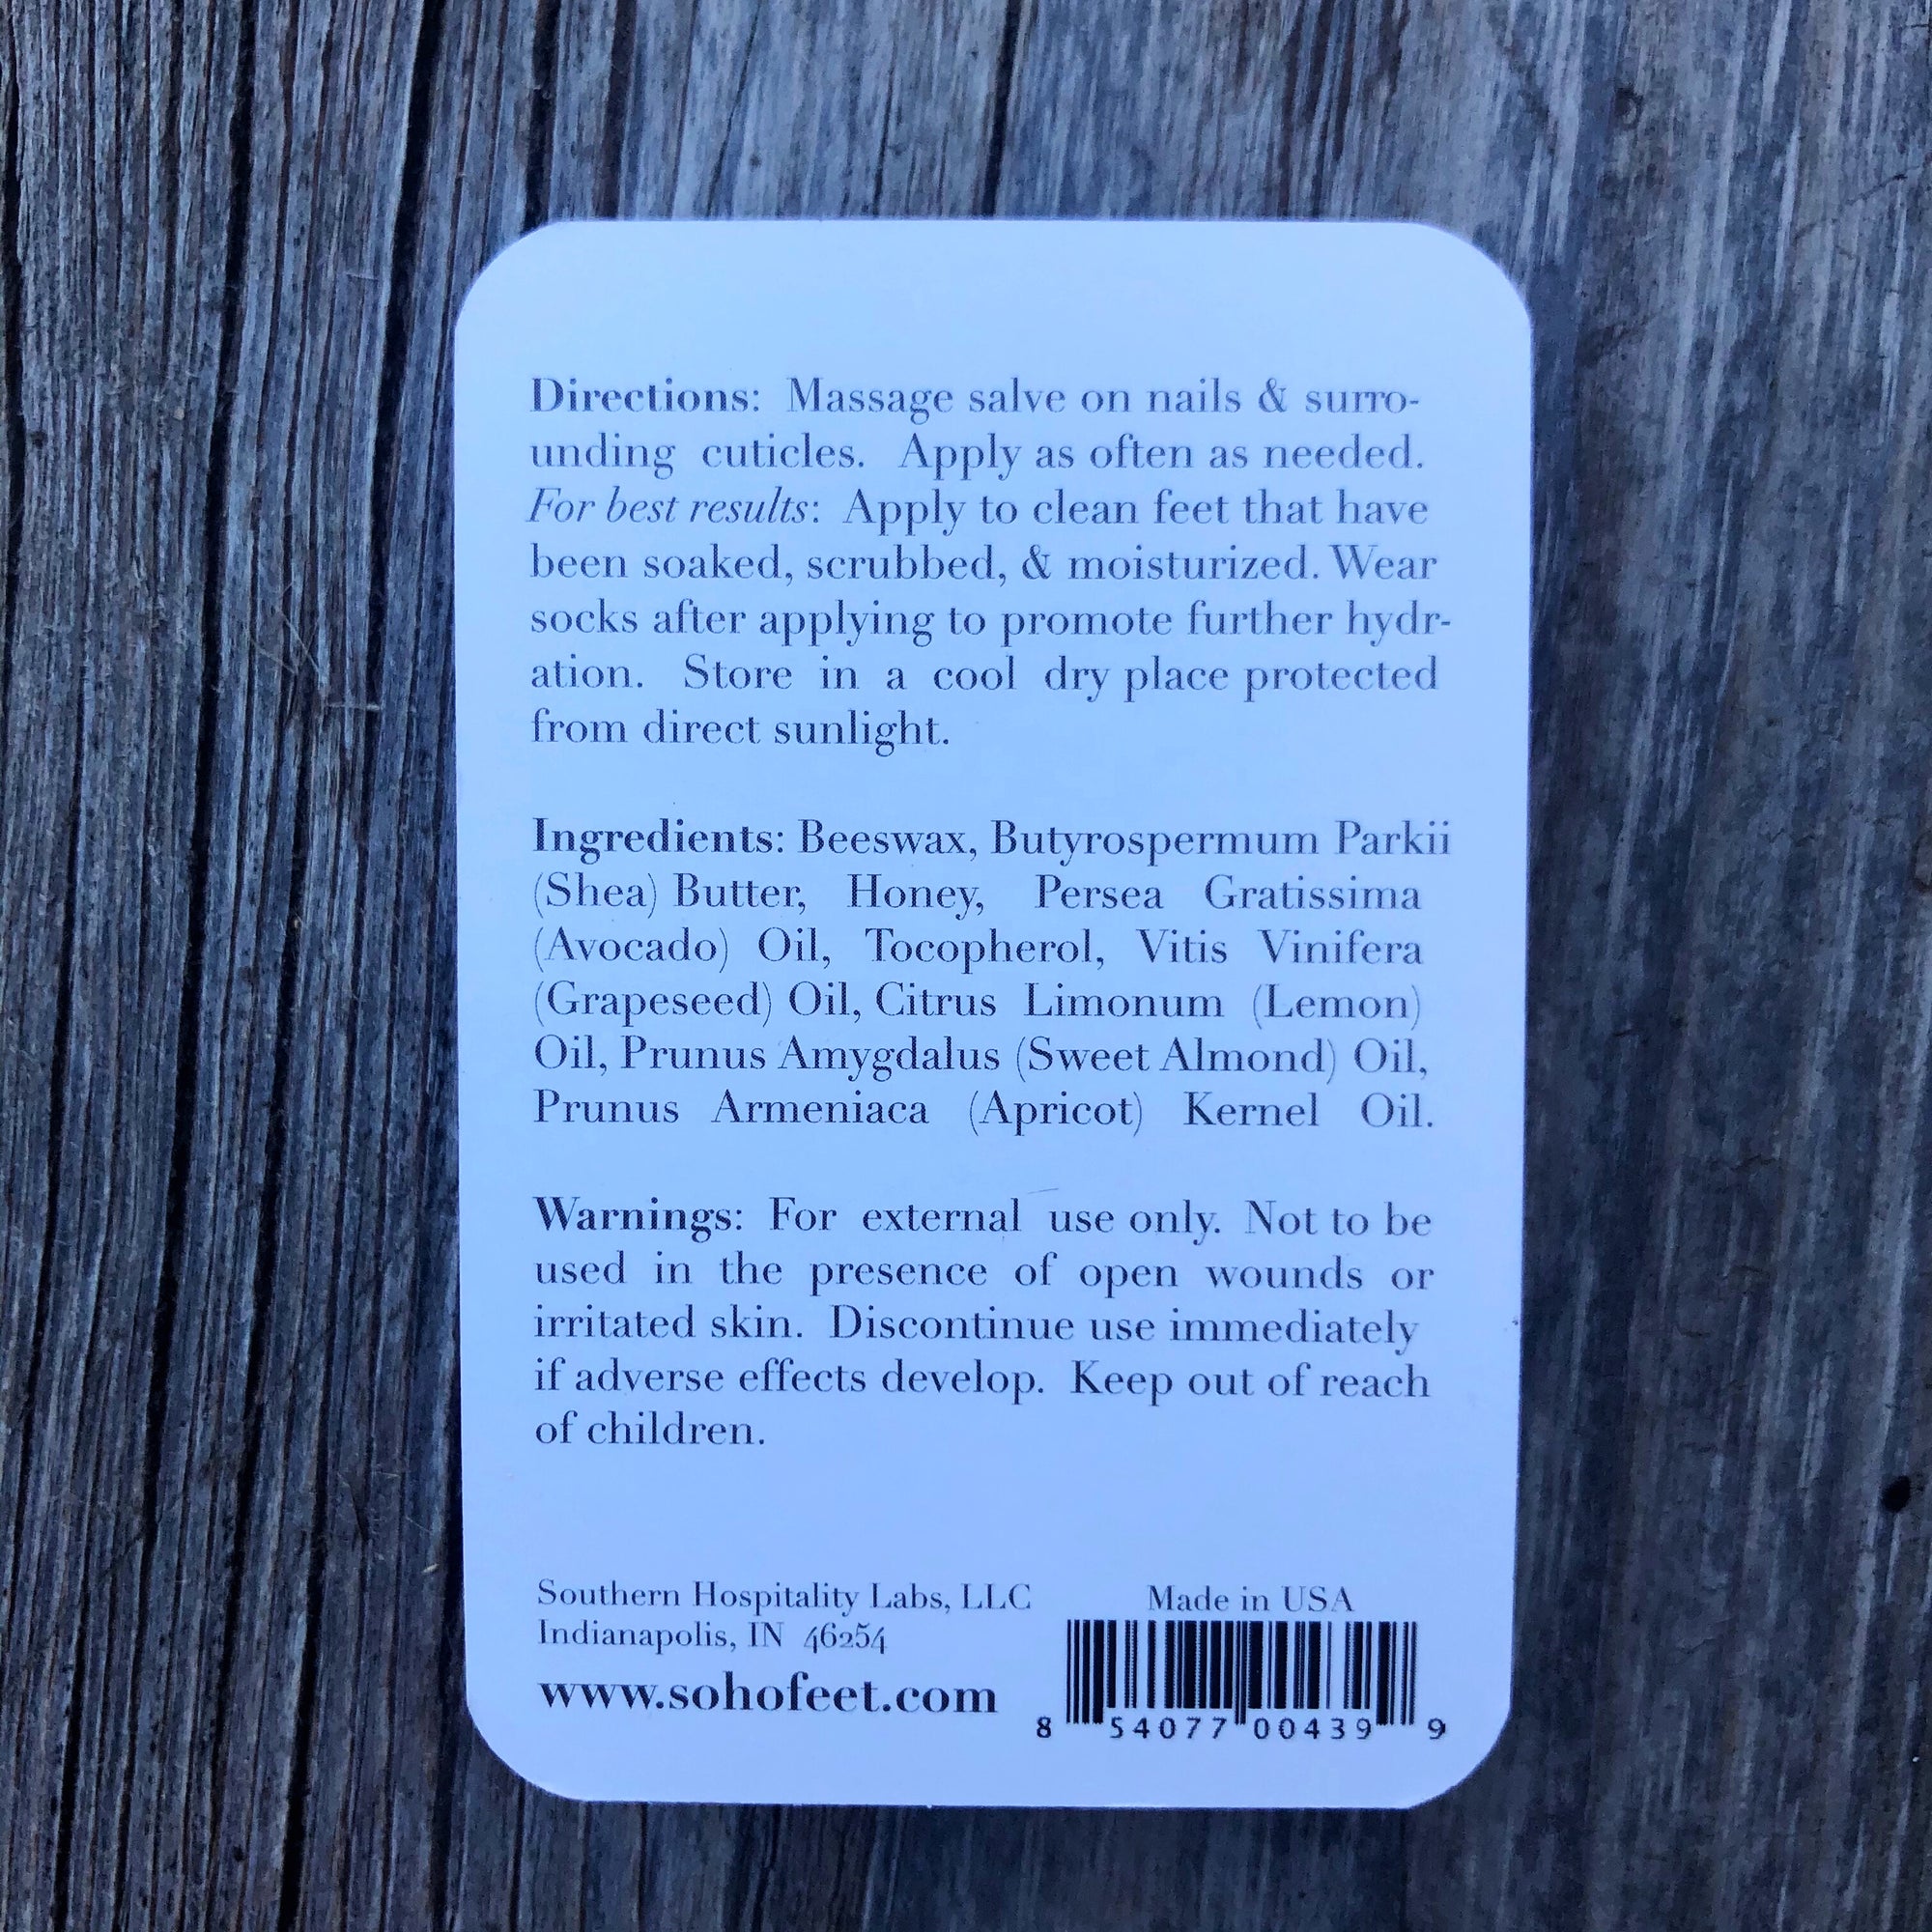 Directions: Massage salve on nails & surro-
unding cuticles. Apply as often as needed.
For best results: Apply to clean feet that have
been soaked, scrubbed, & moisturized. Wear
socks after applying to promote further hydr-
ation. Store in a cool dry place protected
from direct sunlight.
Ingredients: Beeswax, Butyrospermum Parkii
(Shea) Butter, Honey, Persea Gratissima
(Avocado) Oil, Tocopherol, Vitis Vinifera
(Grapeseed) Oil, Citrus Limonum (Lemon)
Oil, Prunus Amygdalus (Sweet Almond) Oil,
Prunus Armeniaca (Apricot) Kernel Oil.
Warnings: For external use only. Not to be
used in the presence of open wounds or
irritated skin. Discontinue use immediately
if adverse effects develop. Keep out of reach
of children.
Southern Hospitality Labs, LLC
Indianapolis, IN 46254
www.sohofeet.com
Made in USA
8 54077 00439 9